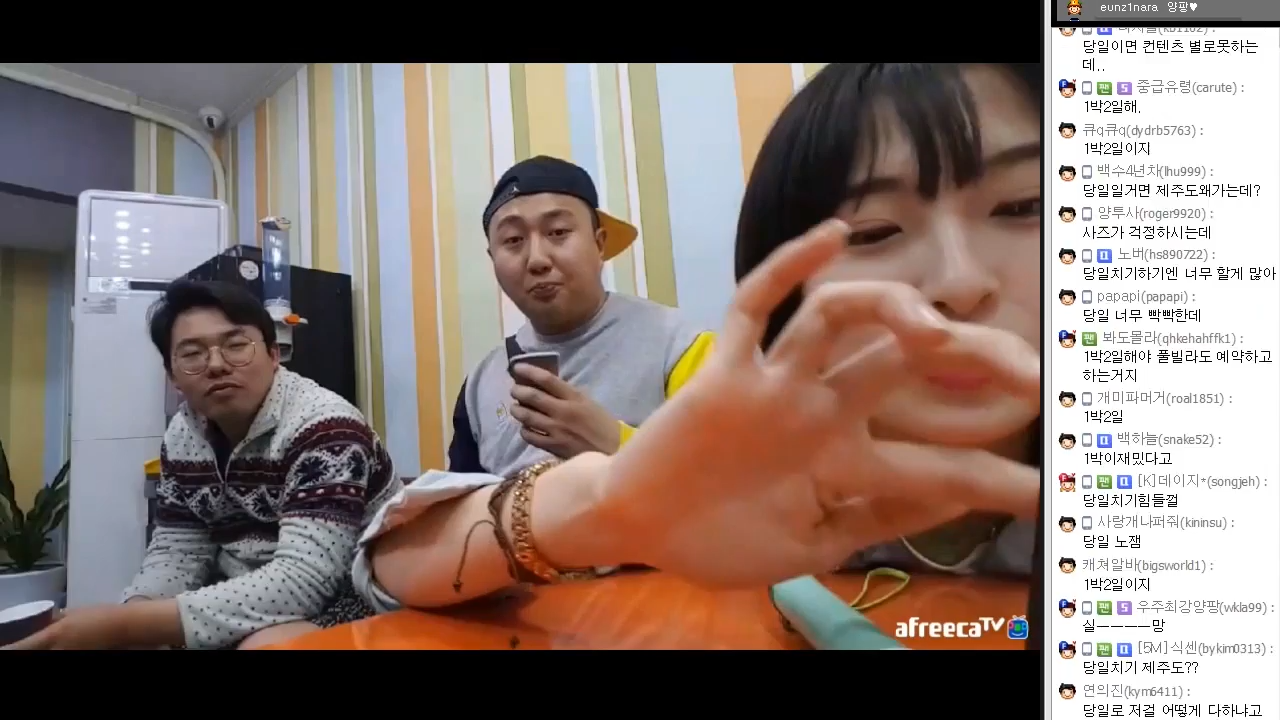 eunz1nara 양팡♥
당일이면 컨텐츠 별로못하는
데..
팬 S 중급유령(carute) :
1박2일해.
큐q큐q(dydrb5763) :
1박2일이지
백수4년차(lhu999) :
당일일거면 제주도왜가는데?
양투사(roger9920) :
사즈가 걱정하시는데
노버(hs890722) :
당일치기하기엔 너무 할게 많이
papapi(papapi) :
당일 너무 빡빡한데
팬 봐도몰라(qhkehahffk1) :
1박2일해야 풀빌라도 예약하고
하는거지
개미파머거(roal1851) :
1박2일
백하늘(snake52) :
1박이재밌다고
팬 [K]데이지*(songjeh) :
당일치기힘들껄
사랑개나퍼줘(kininsu) :
당일 노잼
캐쳐알바(bigsworld1) :
1박2일이지
팬 S 우주최강양팡(wkla99) :
실ㅡㅡㅡㅡ망
팬 [5M]식센(bykim0313) :
당일치기 제주도??
연의진(kym6411) :
당일로 저걸 어떻게 다하냐고
afreecaTV